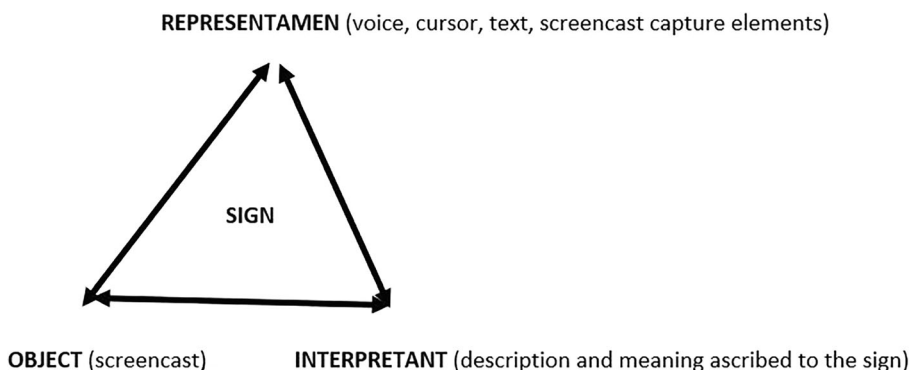 REPRESENTAMEN (voice, cursor, text, screencast capture elements)
SIGN
OBJECT (screencast)
INTERPRETANT (description and meaning ascribed to the sign)